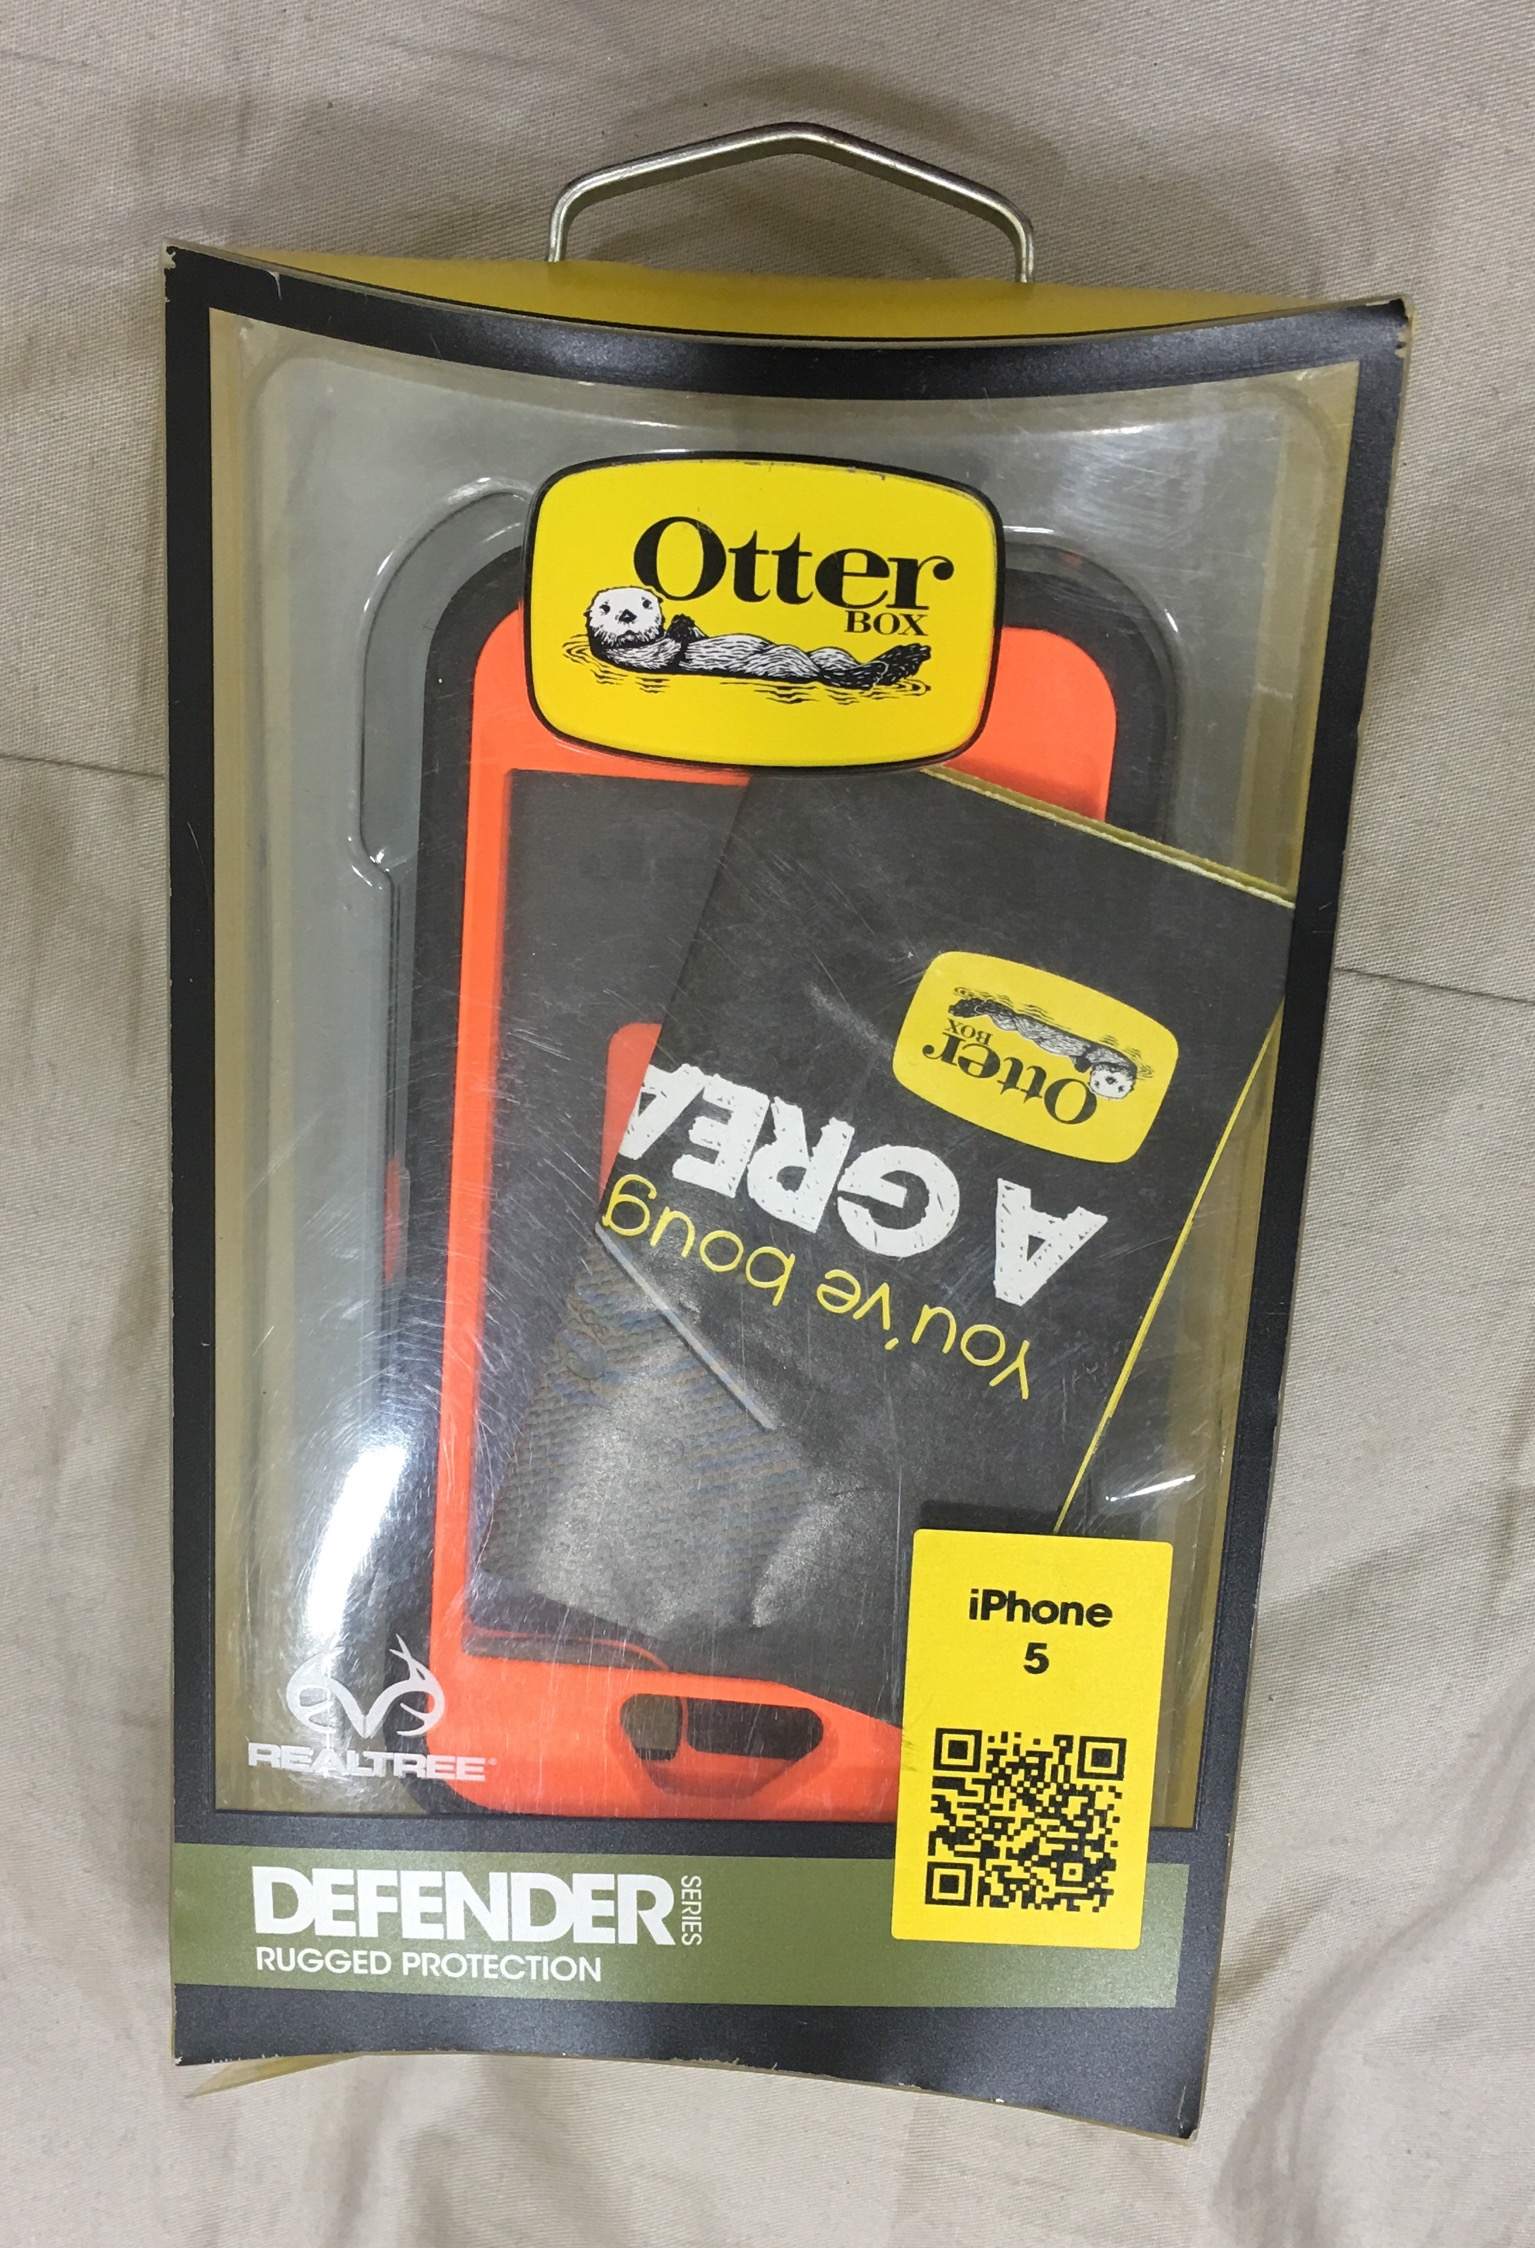 Otter
BOX
Otter
BOX
You've boug
A GREA
iPhone
5
REALTREE
DEFENDER SERIES
RUGGED PROTECTION